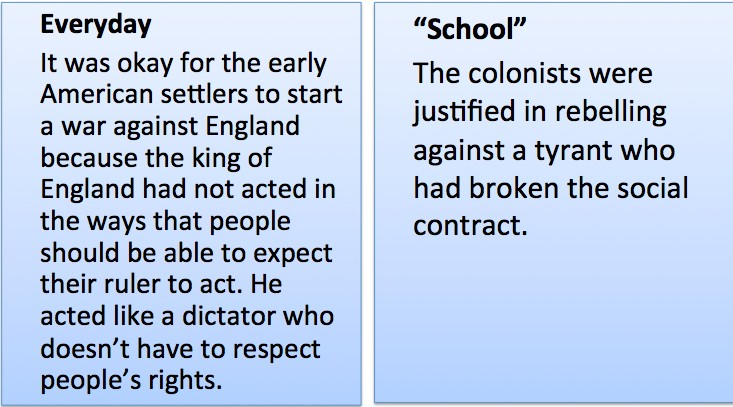 Everyday
It was okay for the early
American settlers to start
a war against England
because the king of
England had not acted in
the ways that people
should be able to expect
their ruler to act. He
acted like a dictator who
doesn’t have to respect
people’s rights.
“School”
The colonists were
justified in rebelling
against a tyrant who
had broken the social
contract.